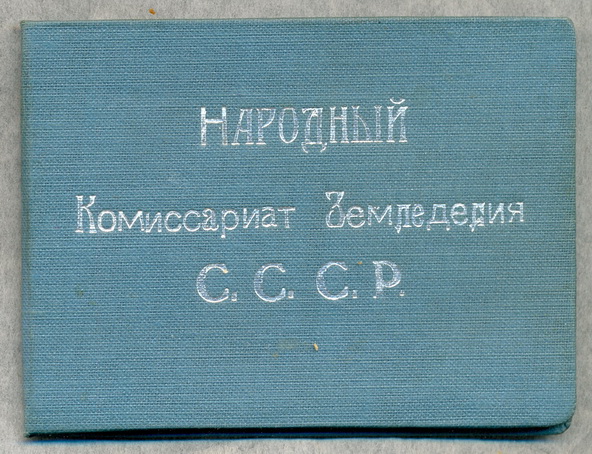 Народный
Комиссариат Земледелия
С. С. С. Р.